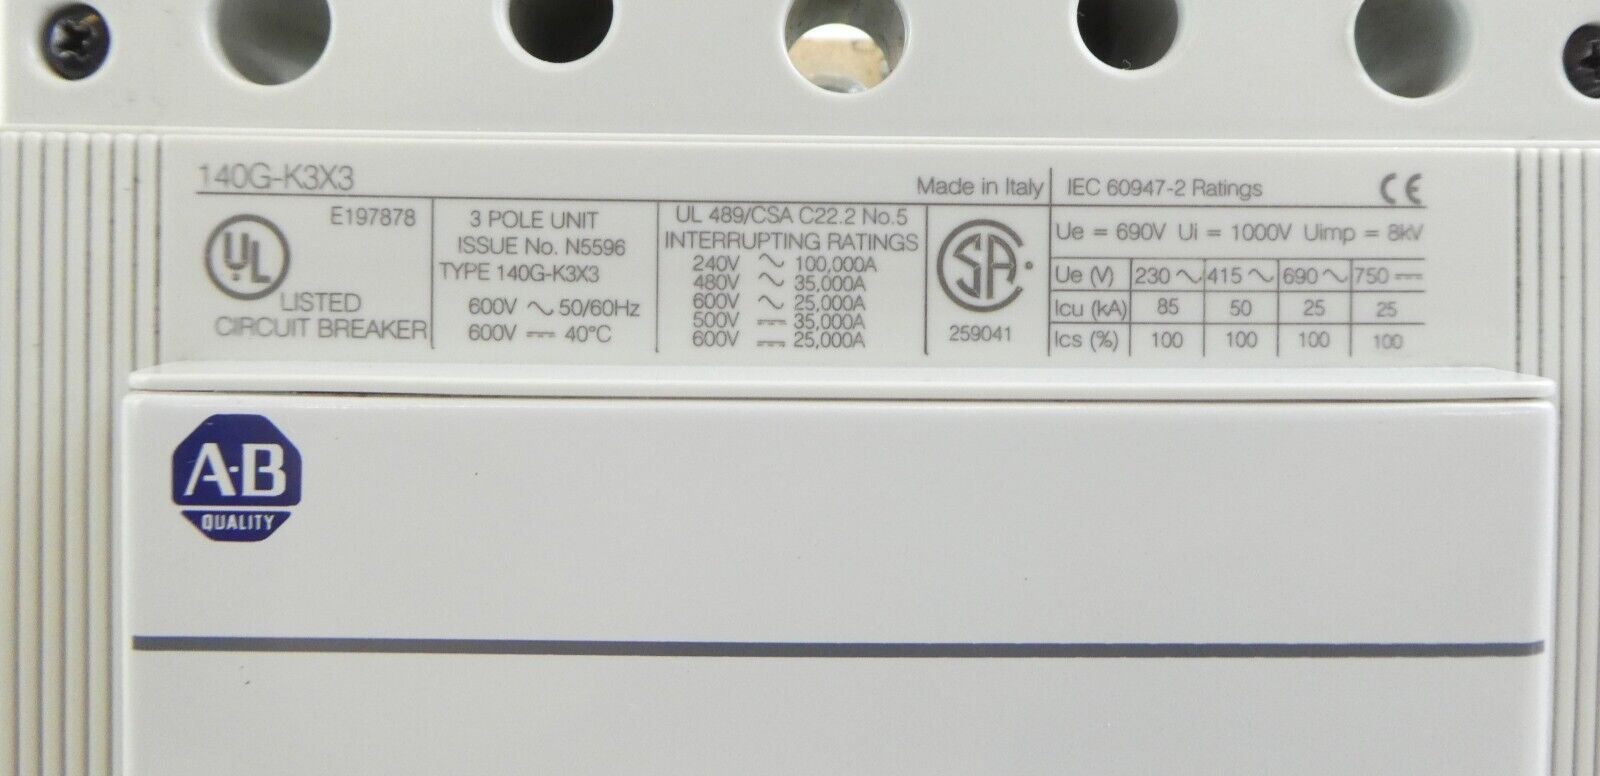 140G-K3X3
Made in Italy
E197878
UL
LISTED
CIRCUIT BREAKER
3 POLE UNIT
ISSUE No. N5596
TYPE 140G-K3X3
600V ∼ 50/60Hz
600V ⎓ 40°C
UL 489/CSA C22.2 No.5
INTERRUPTING RATINGS
240V ∼ 100,000A
480V ∼ 35,000A
600V ∼ 25,000A
500V ⎓ 35,000A
600V ⎓ 25,000A
SA
259041
IEC 60947-2 Ratings CE
Ue = 690V Ui = 1000V Uimp = 8kV
Ue (V) 230∼ 415∼ 690∼ 750⎓
Icu (kA) 85 50 25 25
Ics (%) 100 100 100 100
A-B
QUALITY